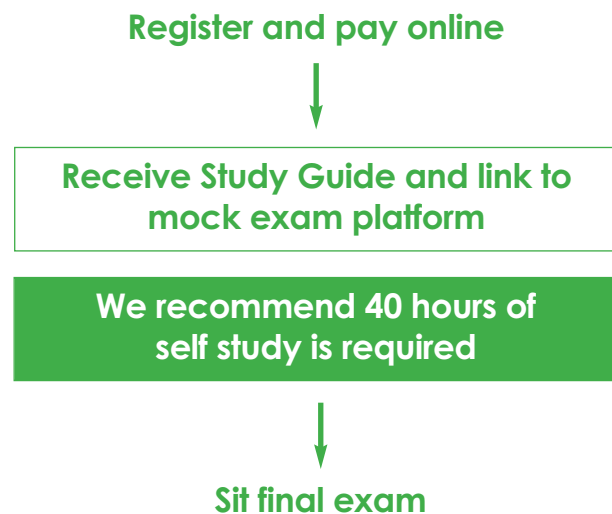 Register and pay online
Receive Study Guide and link to
mock exam platform
We recommend 40 hours of
self study is required
Sit final exam